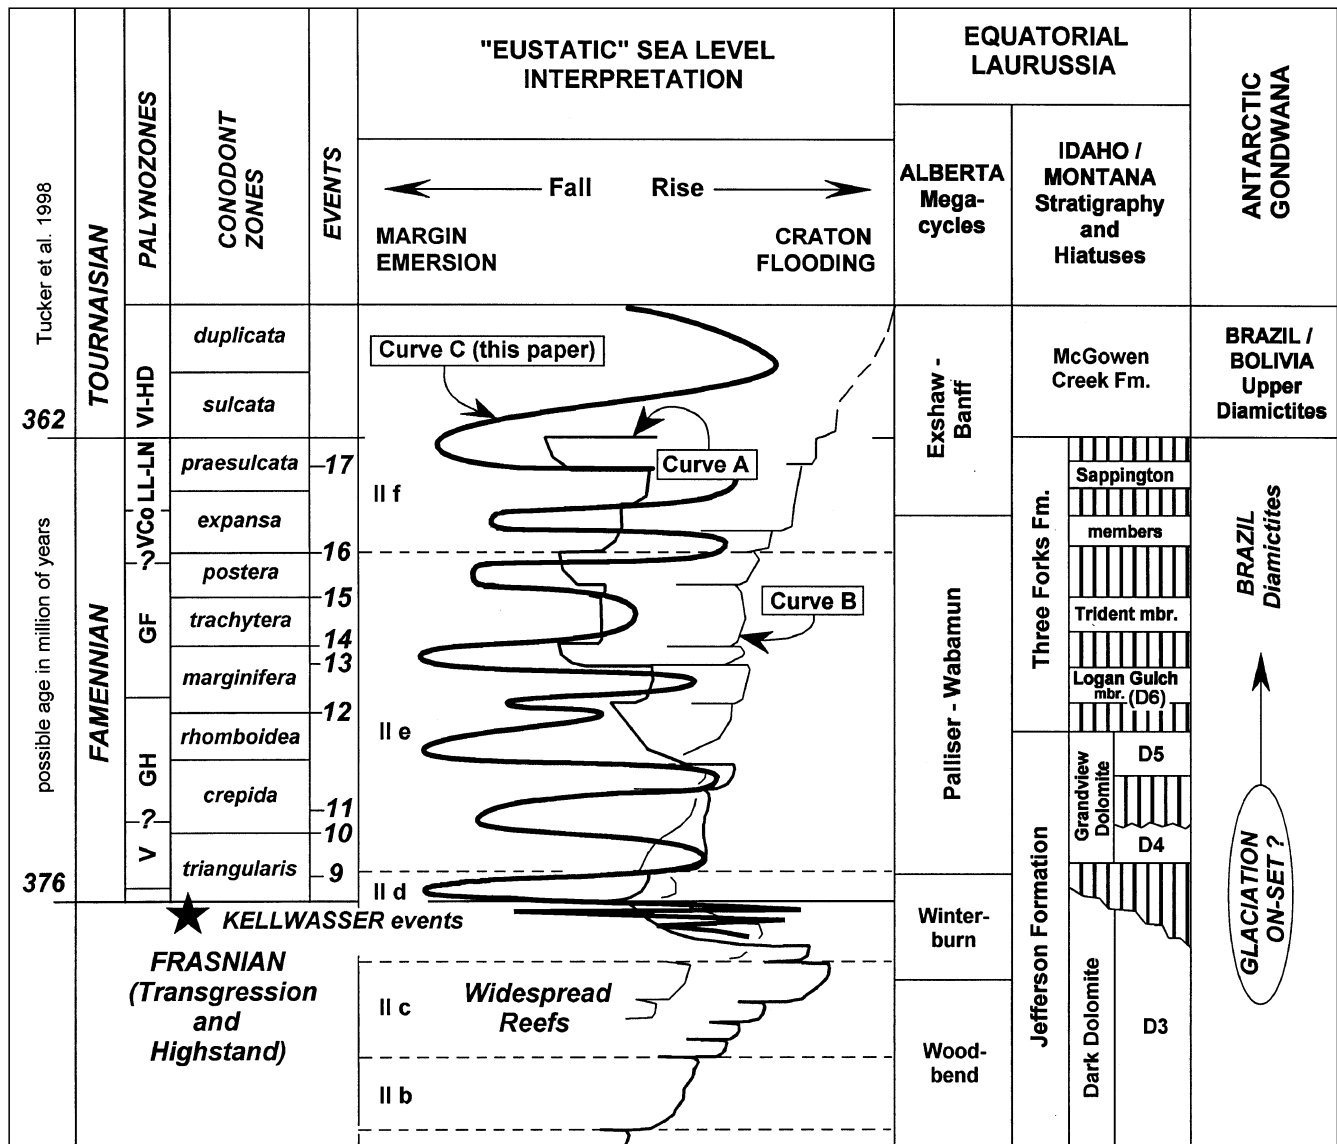 "EUSTATIC" SEA LEVEL
INTERPRETATION
EQUATORIAL
LAURUSSIA
ANTARCTIC
GONDWANA
Tucker et al. 1998
TOURNAISIAN
PALYNOZONES
CONODONT
ZONES
EVENTS
Fall
Rise
MARGIN
EMERSION
CRATON
FLOODING
ALBERTA
Mega-
cycles
IDAHO /
MONTANA
Stratigraphy
and
Hiatuses
362
VI-HD
duplicata
sulcata
Curve C (this paper)
Exshaw -
Banff
McGowen
Creek Fm.
BRAZIL /
BOLIVIA
Upper
Diamictites
possible age in million of years
FAMENNIAN
LL-LN
VCo
?
GF
GH
?
V
praesulcata
expansa
postera
trachytera
marginifera
rhomboidea
crepida
triangularis
17
16
15
14
13
12
11
10
9
II f
II e
II d
Curve A
Curve B
Palliser - Wabamun
Three Forks Fm.
Sappington
members
Trident mbr.
Logan Gulch
mbr. (D6)
BRAZIL
Diamictites
Grandview
Dolomite
D5
D4
GLACIATION
ON-SET ?
376
KELLWASSER events
FRASNIAN
(Transgression
and
Highstand)
II c
Widespread
Reefs
II b
Winter-
burn
Wood-
bend
Jefferson Formation
Dark Dolomite
D3